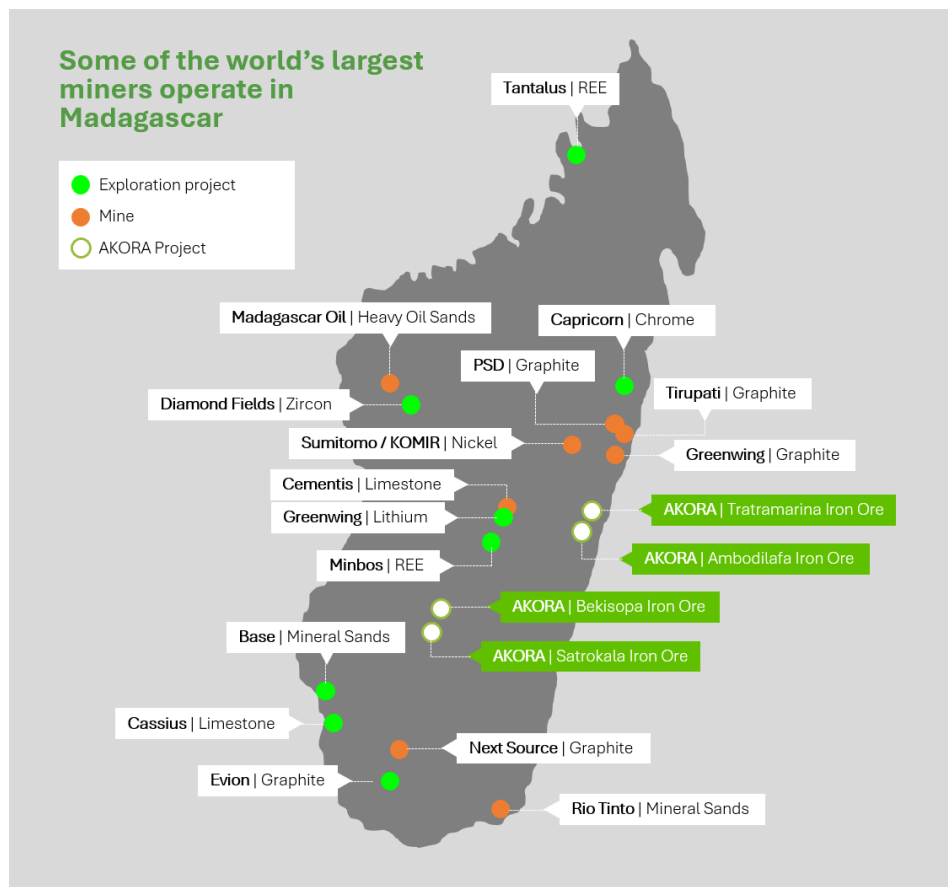 Some of the world's largest
miners operate in
Madagascar
Exploration project
Mine
AKORA Project
Tantalus | REE
Madagascar Oil | Heavy Oil Sands
Capricorn | Chrome
PSD | Graphite
Tirupati | Graphite
Diamond Fields | Zircon
Sumitomo / KOMIR | Nickel
Greenwing | Graphite
Cementis | Limestone
Greenwing | Lithium
AKORA | Tratramarina Iron Ore
AKORA | Ambodilafa Iron Ore
Minbos | REE
AKORA | Bekisopa Iron Ore
Base | Mineral Sands
AKORA | Satrokala Iron Ore
Cassius | Limestone
Next Source | Graphite
Evion | Graphite
Rio Tinto | Mineral Sands